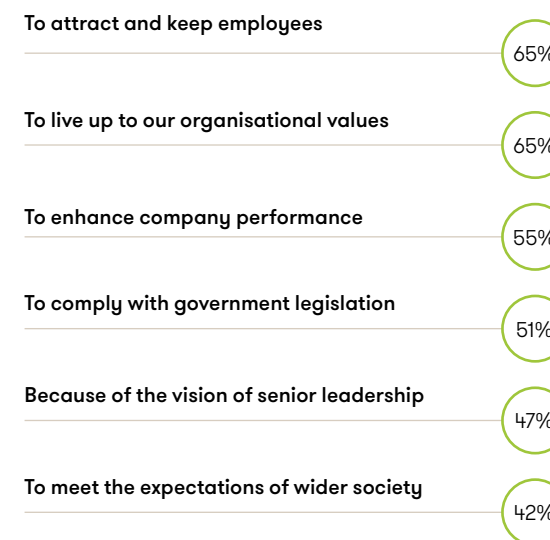 To attract and keep employees
65%
To live up to our organisational values
65%
To enhance company performance
55%
To comply with government legislation
51%
Because of the vision of senior leadership
47%
To meet the expectations of wider society
42%